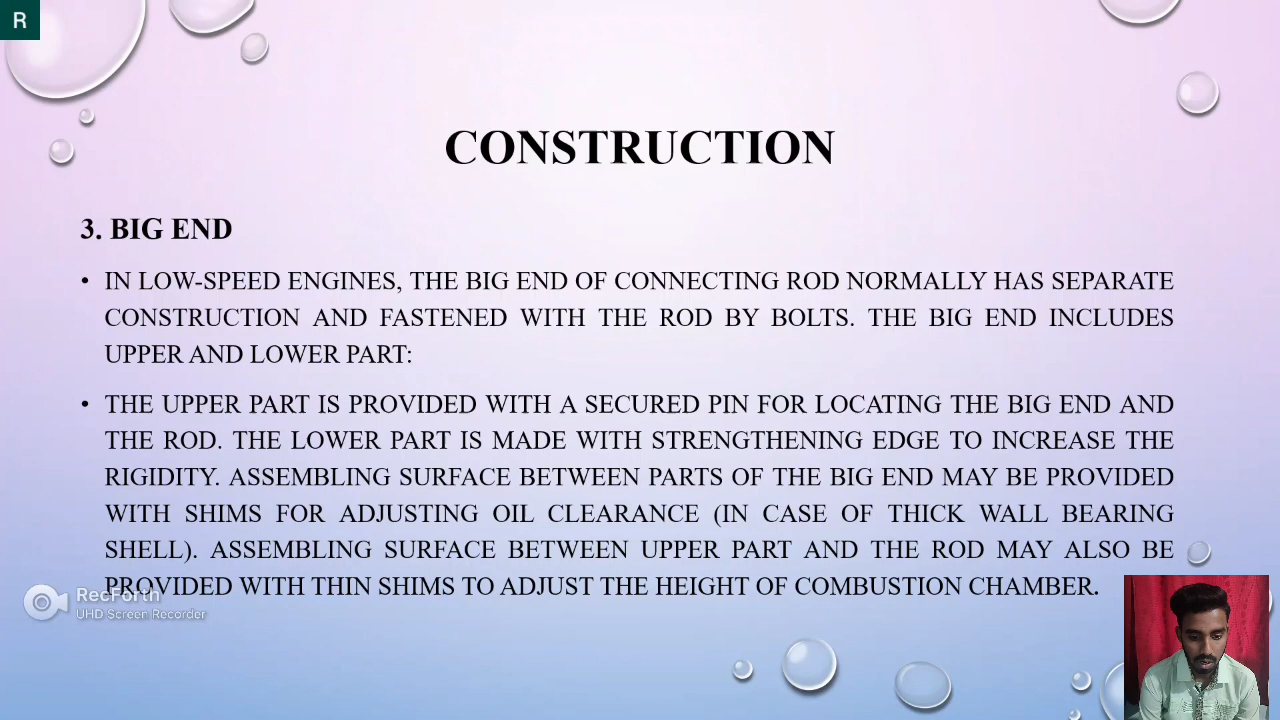 R
CONSTRUCTION
3. BIG END
• IN LOW-SPEED ENGINES, THE BIG END OF CONNECTING ROD NORMALLY HAS SEPARATE
CONSTRUCTION AND FASTENED WITH THE ROD BY BOLTS. THE BIG END INCLUDES
UPPER AND LOWER PART:
• THE UPPER PART IS PROVIDED WITH A SECURED PIN FOR LOCATING THE BIG END AND
THE ROD. THE LOWER PART IS MADE WITH STRENGTHENING EDGE TO INCREASE THE
RIGIDITY. ASSEMBLING SURFACE BETWEEN PARTS OF THE BIG END MAY BE PROVIDED
WITH SHIMS FOR ADJUSTING OIL CLEARANCE (IN CASE OF THICK WALL BEARING
SHELL). ASSEMBLING SURFACE BETWEEN UPPER PART AND THE ROD MAY ALSO BE
PROVIDED WITH THIN SHIMS TO ADJUST THE HEIGHT OF COMBUSTION CHAMBER.
RecForth
UHD Screen Recorder